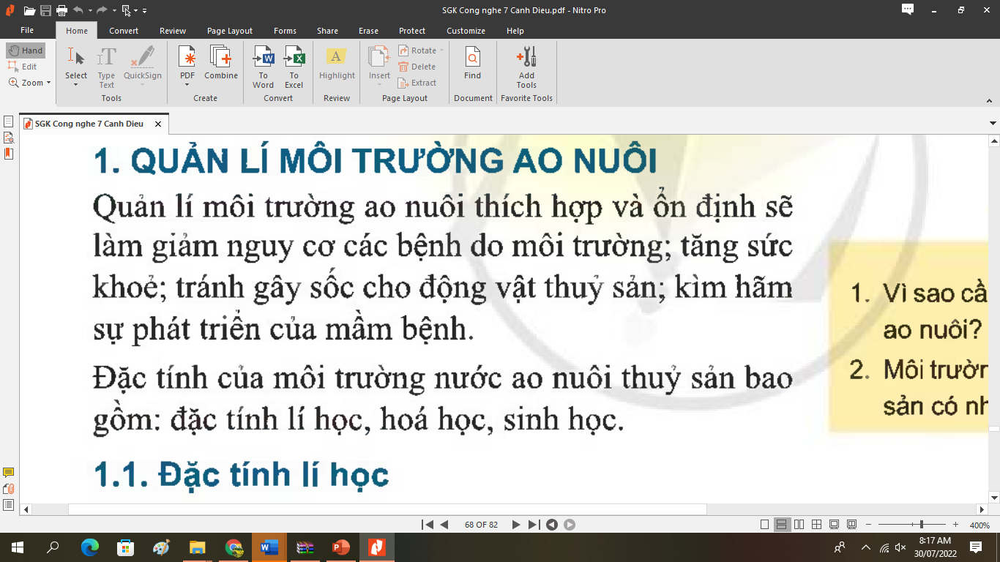 SGK Cong nghe 7 Canh Dieu.pdf - Nitro Pro
File Home Convert Review Page Layout Forms Share Erase Protect Customize Help
Hand
Edit
Zoom
Select
Type Text
QuickSign
Tools
PDF
Combine
Create
To Word
To Excel
Convert
Highlight
Review
Insert
Rotate
Delete
Extract
Page Layout
Find
Document
Add Tools
Favorite Tools
SGK Cong nghe 7 Canh Dieu
1. QUẢN LÍ MÔI TRƯỜNG AO NUÔI
Quản lí môi trường ao nuôi thích hợp và ổn định sẽ
làm giảm nguy cơ các bệnh do môi trường; tăng sức
khoẻ; tránh gây sốc cho động vật thuỷ sản; kìm hãm
sự phát triển của mầm bệnh.
Đặc tính của môi trường nước ao nuôi thuỷ sản bao
gồm: đặc tính lí học, hoá học, sinh học.
1.1. Đặc tính lí học
1. Vì sao cầ
ao nuôi?
2. Môi trườn
sản có nh
68 OF 82
400%
8:17 AM
30/07/2022